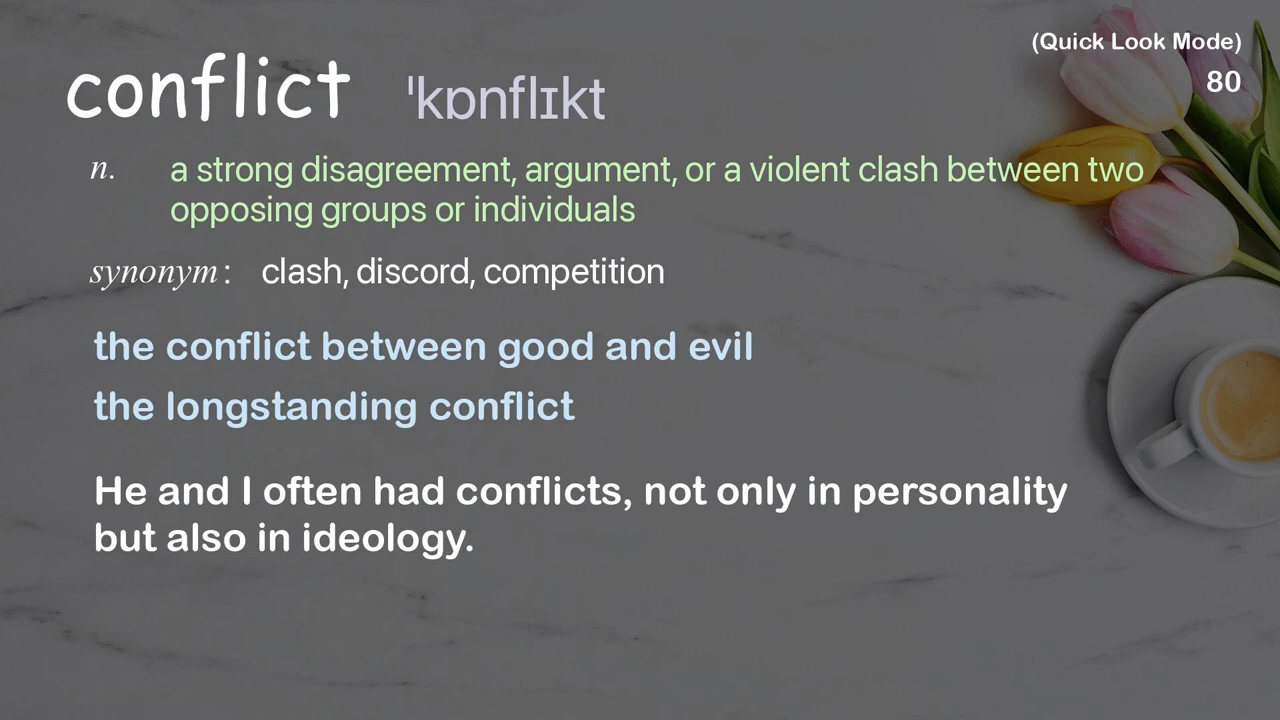 (Quick Look Mode)
80
conflict ˈkɒnflɪkt
n. a strong disagreement, argument, or a violent clash between two
opposing groups or individuals
synonym: clash, discord, competition
the conflict between good and evil
the longstanding conflict
He and I often had conflicts, not only in personality
but also in ideology.